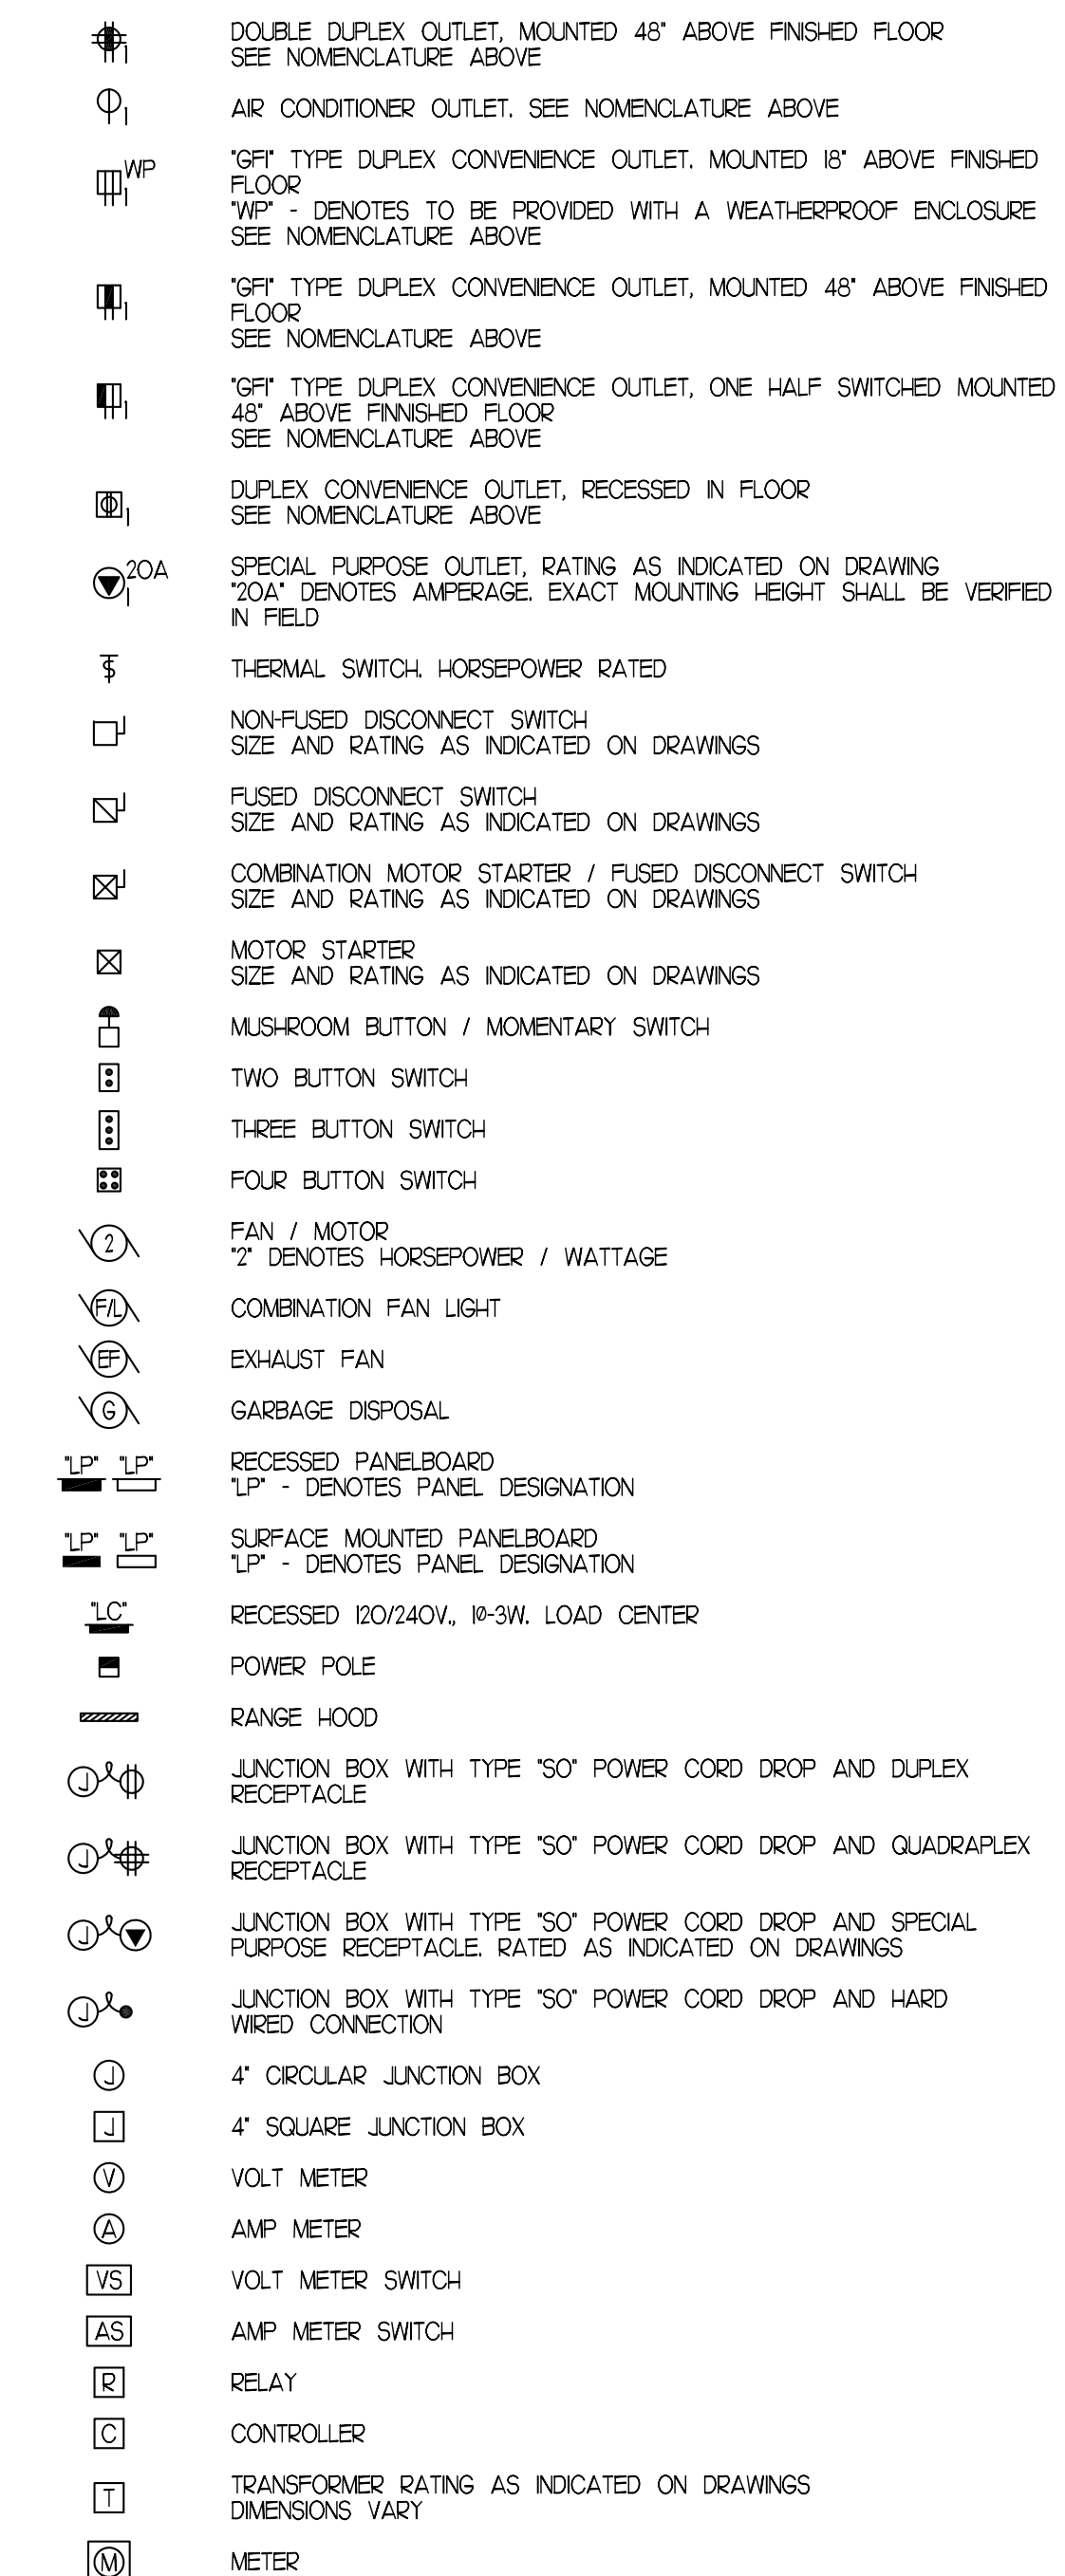 1
DOUBLE DUPLEX OUTLET, MOUNTED 48" ABOVE FINISHED FLOOR
SEE NOMENCLATURE ABOVE
1
AIR CONDITIONER OUTLET. SEE NOMENCLATURE ABOVE
WP
1
"GFI" TYPE DUPLEX CONVENIENCE OUTLET. MOUNTED 18" ABOVE FINISHED
FLOOR
"WP" - DENOTES TO BE PROVIDED WITH A WEATHERPROOF ENCLOSURE
SEE NOMENCLATURE ABOVE
1
"GFI" TYPE DUPLEX CONVENIENCE OUTLET, MOUNTED 48" ABOVE FINISHED
FLOOR
SEE NOMENCLATURE ABOVE
1
"GFI" TYPE DUPLEX CONVENIENCE OUTLET, ONE HALF SWITCHED MOUNTED
48" ABOVE FINNISHED FLOOR
SEE NOMENCLATURE ABOVE
1
DUPLEX CONVENIENCE OUTLET, RECESSED IN FLOOR
SEE NOMENCLATURE ABOVE
20A
1
SPECIAL PURPOSE OUTLET, RATING AS INDICATED ON DRAWING
"20A" DENOTES AMPERAGE. EXACT MOUNTING HEIGHT SHALL BE VERIFIED
IN FIELD
$
THERMAL SWITCH. HORSEPOWER RATED
NON-FUSED DISCONNECT SWITCH
SIZE AND RATING AS INDICATED ON DRAWINGS
FUSED DISCONNECT SWITCH
SIZE AND RATING AS INDICATED ON DRAWINGS
COMBINATION MOTOR STARTER / FUSED DISCONNECT SWITCH
SIZE AND RATING AS INDICATED ON DRAWINGS
MOTOR STARTER
SIZE AND RATING AS INDICATED ON DRAWINGS
MUSHROOM BUTTON / MOMENTARY SWITCH
TWO BUTTON SWITCH
THREE BUTTON SWITCH
FOUR BUTTON SWITCH
2
FAN / MOTOR
"2" DENOTES HORSEPOWER / WATTAGE
F/L
COMBINATION FAN LIGHT
EF
EXHAUST FAN
G
GARBAGE DISPOSAL
"LP" "LP"
RECESSED PANELBOARD
"LP" - DENOTES PANEL DESIGNATION
"LP" "LP"
SURFACE MOUNTED PANELBOARD
"LP" - DENOTES PANEL DESIGNATION
"LC"
RECESSED 120/240V., 1Ø-3W. LOAD CENTER
POWER POLE
RANGE HOOD
J
JUNCTION BOX WITH TYPE "SO" POWER CORD DROP AND DUPLEX
RECEPTACLE
J
JUNCTION BOX WITH TYPE "SO" POWER CORD DROP AND QUADRAPLEX
RECEPTACLE
J
JUNCTION BOX WITH TYPE "SO" POWER CORD DROP AND SPECIAL
PURPOSE RECEPTACLE. RATED AS INDICATED ON DRAWINGS
J
JUNCTION BOX WITH TYPE "SO" POWER CORD DROP AND HARD
WIRED CONNECTION
J
4" CIRCULAR JUNCTION BOX
J
4" SQUARE JUNCTION BOX
V
VOLT METER
A
AMP METER
VS
VOLT METER SWITCH
AS
AMP METER SWITCH
R
RELAY
C
CONTROLLER
T
TRANSFORMER RATING AS INDICATED ON DRAWINGS
DIMENSIONS VARY
M
METER